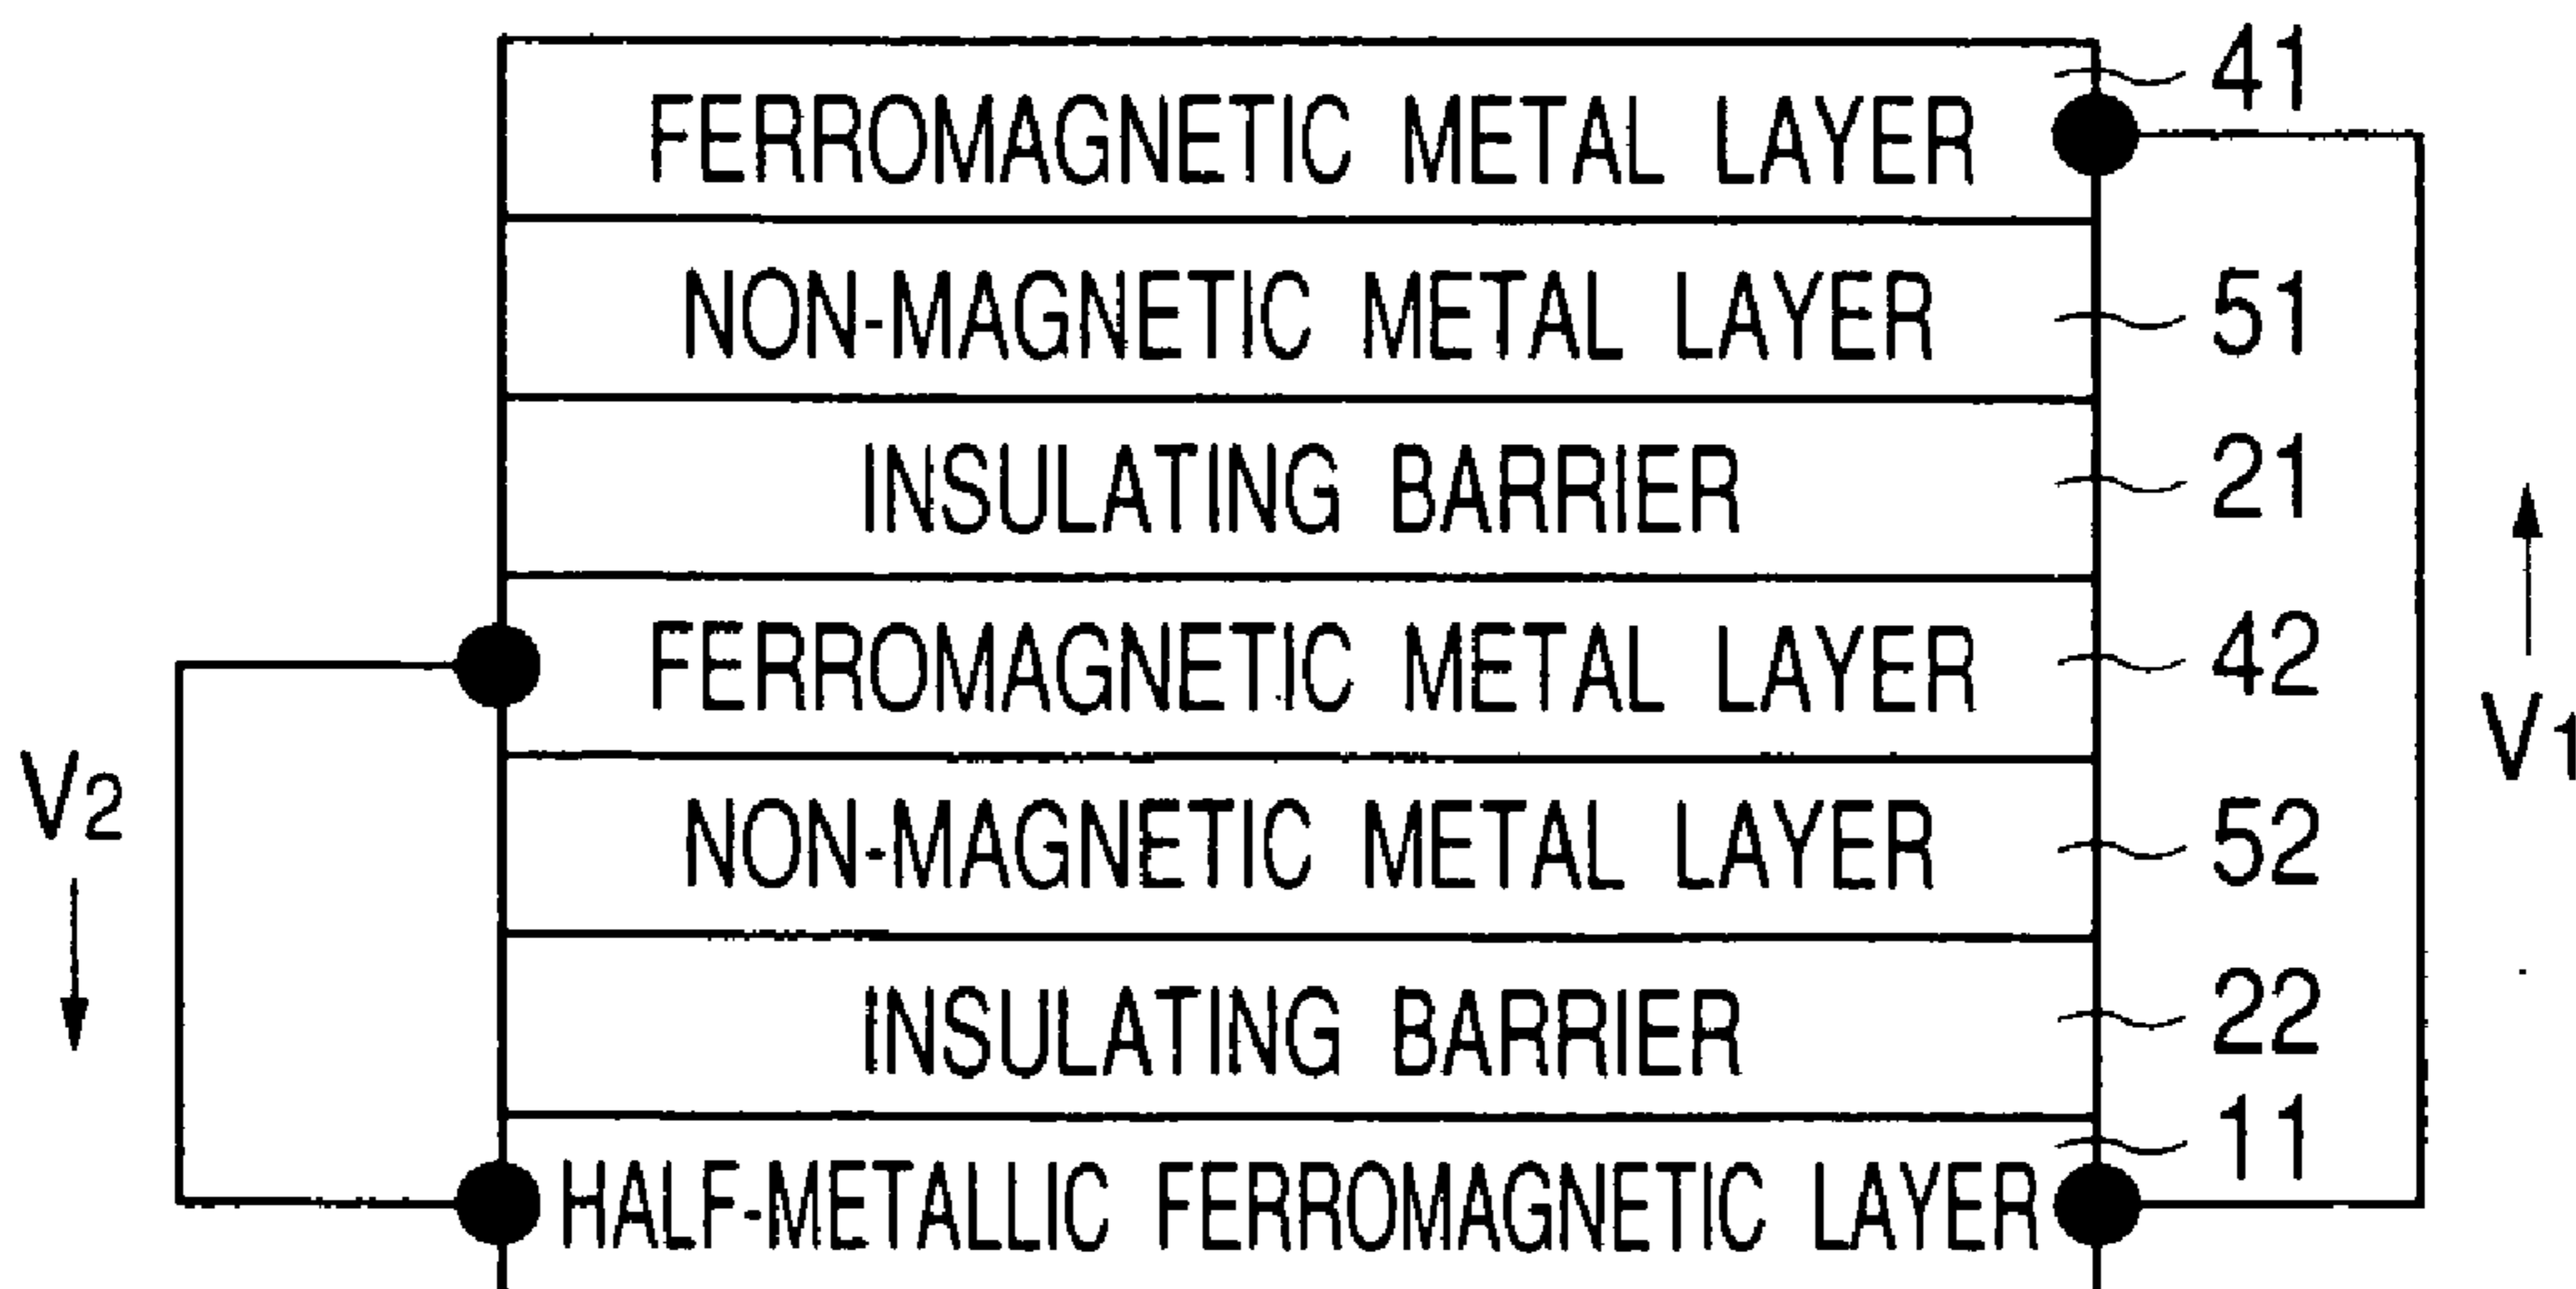 41
FERROMAGNETIC METAL LAYER
NON-MAGNETIC METAL LAYER 51
INSULATING BARRIER 21
FERROMAGNETIC METAL LAYER 42
V2
V1
NON-MAGNETIC METAL LAYER 52
INSULATING BARRIER 22
11
HALF-METALLIC FERROMAGNETIC LAYER